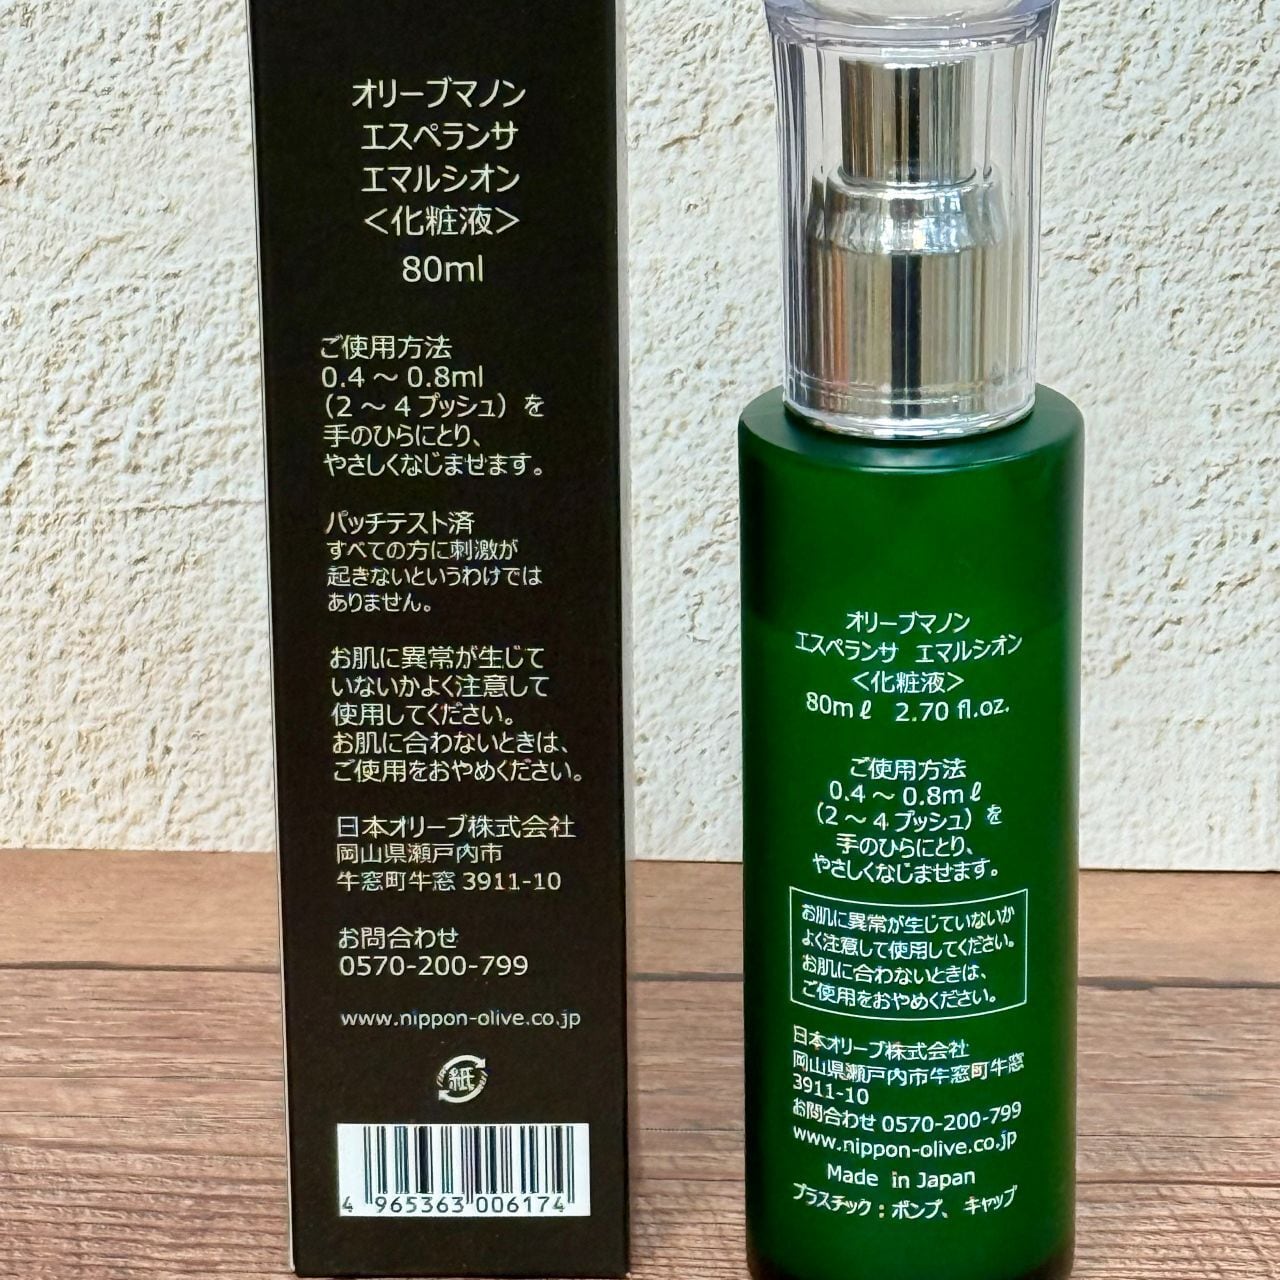 オリーブマノン
エスペランサ
エマルシオン
＜化粧液＞
80ml
ご使用方法
0.4 ～ 0.8ml
（2 ～ 4 プッシュ）を
手のひらにとり、
やさしくなじませます。
パッチテスト済
すべての方に刺激が
起きないというわけでは
ありません。
お肌に異常が生じて
いないかよく注意して
使用してください。
お肌に合わないときは、
ご使用をおやめください。
日本オリーブ株式会社
岡山県瀬戸内市
牛窓町牛窓 3911-10
お問合わせ
0570-200-799
www.nippon-olive.co.jp
紙
4 965363 006174
オリーブマノン
エスペランサ エマルシオン
＜化粧液＞
80mℓ 2.70 fl.oz.
ご使用方法
0.4 ～ 0.8mℓ
（2 ～ 4 プッシュ）を
手のひらにとり、
やさしくなじませます。
お肌に異常が生じていないか
よく注意して使用してください。
お肌に合わないときは、
ご使用をおやめください。
日本オリーブ株式会社
岡山県瀬戸内市牛窓町牛窓
3911-10
お問合わせ 0570-200-799
www.nippon-olive.co.jp
Made in Japan
プラスチック：ポンプ、キャップ